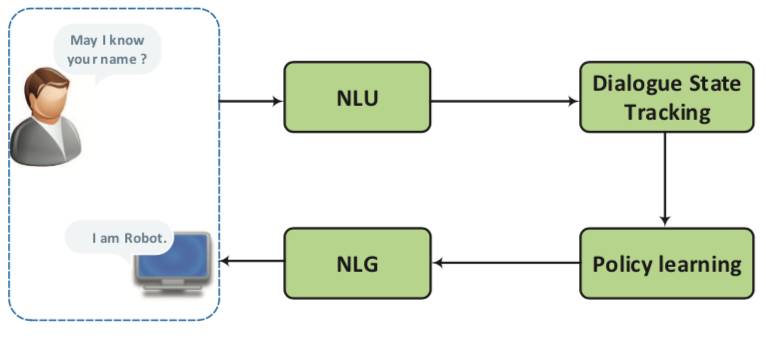 May I know
your name ?
NLU
Dialogue State
Tracking
I am Robot.
NLG
Policy learning